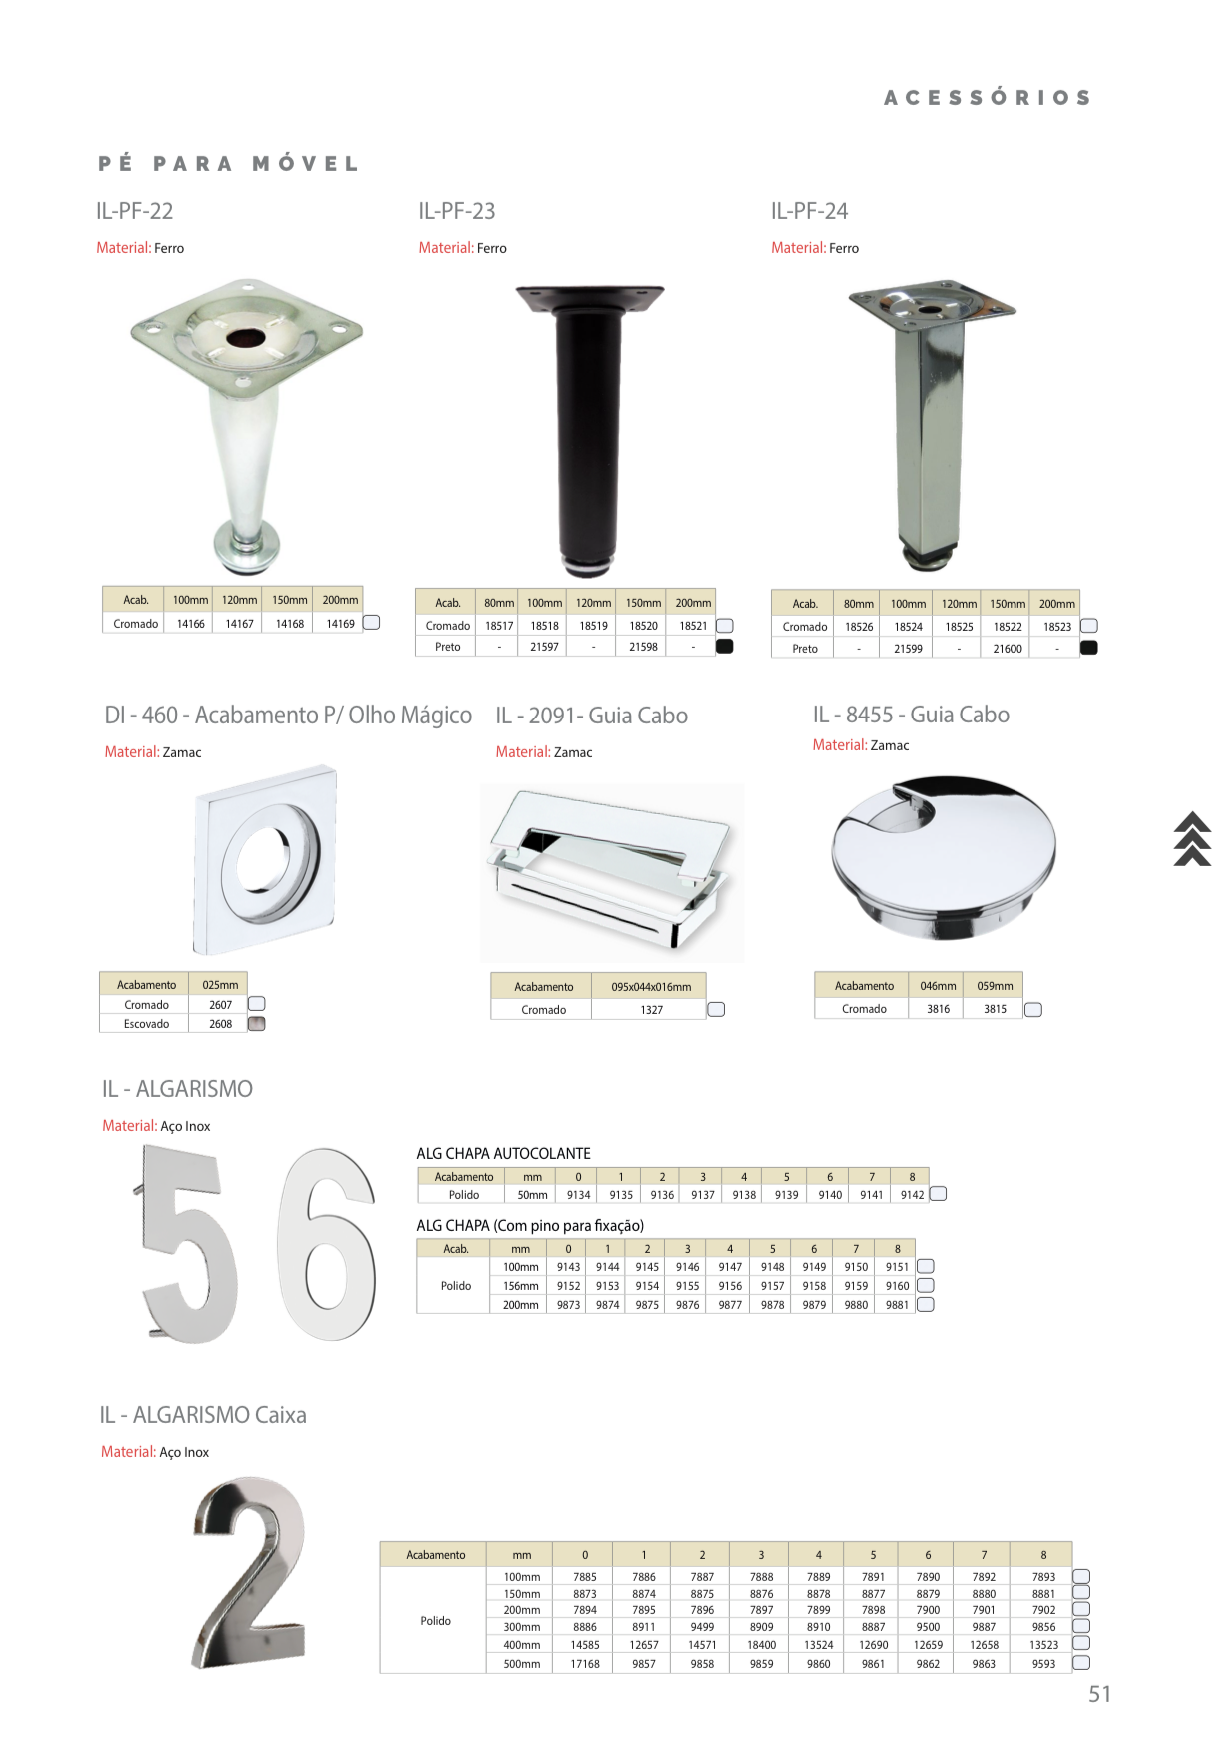 ACESSÓRIOS
PÉ PARA MÓVEL
IL-PF-22
Material: Ferro
Acab. 100mm 120mm 150mm 200mm
Cromado 14166 14167 14168 14169
IL-PF-23
Material: Ferro
Acab. 80mm 100mm 120mm 150mm 200mm
Cromado 18517 18518 18519 18520 18521
Preto - 21597 - 21598 -
IL-PF-24
Material: Ferro
Acab. 80mm 100mm 120mm 150mm 200mm
Cromado 18526 18524 18525 18522 18523
Preto - 21599 - 21600 -
DI - 460 - Acabamento P/ Olho Mágico
Material: Zamac
Acabamento 025mm
Cromado 2607
Escovado 2608
IL - 2091- Guia Cabo
Material: Zamac
Acabamento 095x044x016mm
Cromado 1327
IL - 8455 - Guia Cabo
Material: Zamac
Acabamento 046mm 059mm
Cromado 3816 3815
IL - ALGARISMO
Material: Aço Inox
5 6
ALG CHAPA AUTOCOLANTE
Acabamento mm 0 1 2 3 4 5 6 7 8
Polido 50mm 9134 9135 9136 9137 9138 9139 9140 9141 9142
ALG CHAPA (Com pino para fixação)
Acab. mm 0 1 2 3 4 5 6 7 8
100mm 9143 9144 9145 9146 9147 9148 9149 9150 9151
Polido 156mm 9152 9153 9154 9155 9156 9157 9158 9159 9160
200mm 9873 9874 9875 9876 9877 9878 9879 9880 9881
IL - ALGARISMO Caixa
Material: Aço Inox
2
Acabamento mm 0 1 2 3 4 5 6 7 8
100mm 7885 7886 7887 7888 7889 7891 7890 7892 7893
150mm 8873 8874 8875 8876 8878 8877 8879 8880 8881
200mm 7894 7895 7896 7897 7899 7898 7900 7901 7902
Polido
300mm 8886 8911 9499 8909 8910 8887 9500 9887 9856
400mm 14585 12657 14571 18400 13524 12690 12659 12658 13523
500mm 17168 9857 9858 9859 9860 9861 9862 9863 9593
51